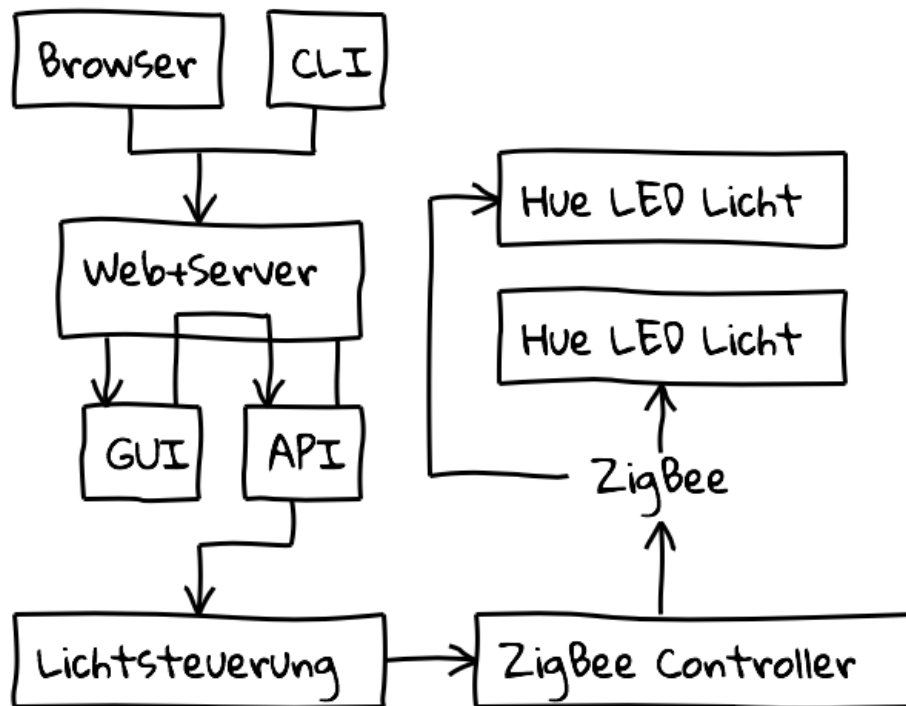 Browser
CLI
Web+Server
Hue LED Licht
Hue LED Licht
GUI
API
ZigBee
Lichtsteuerung
ZigBee Controller